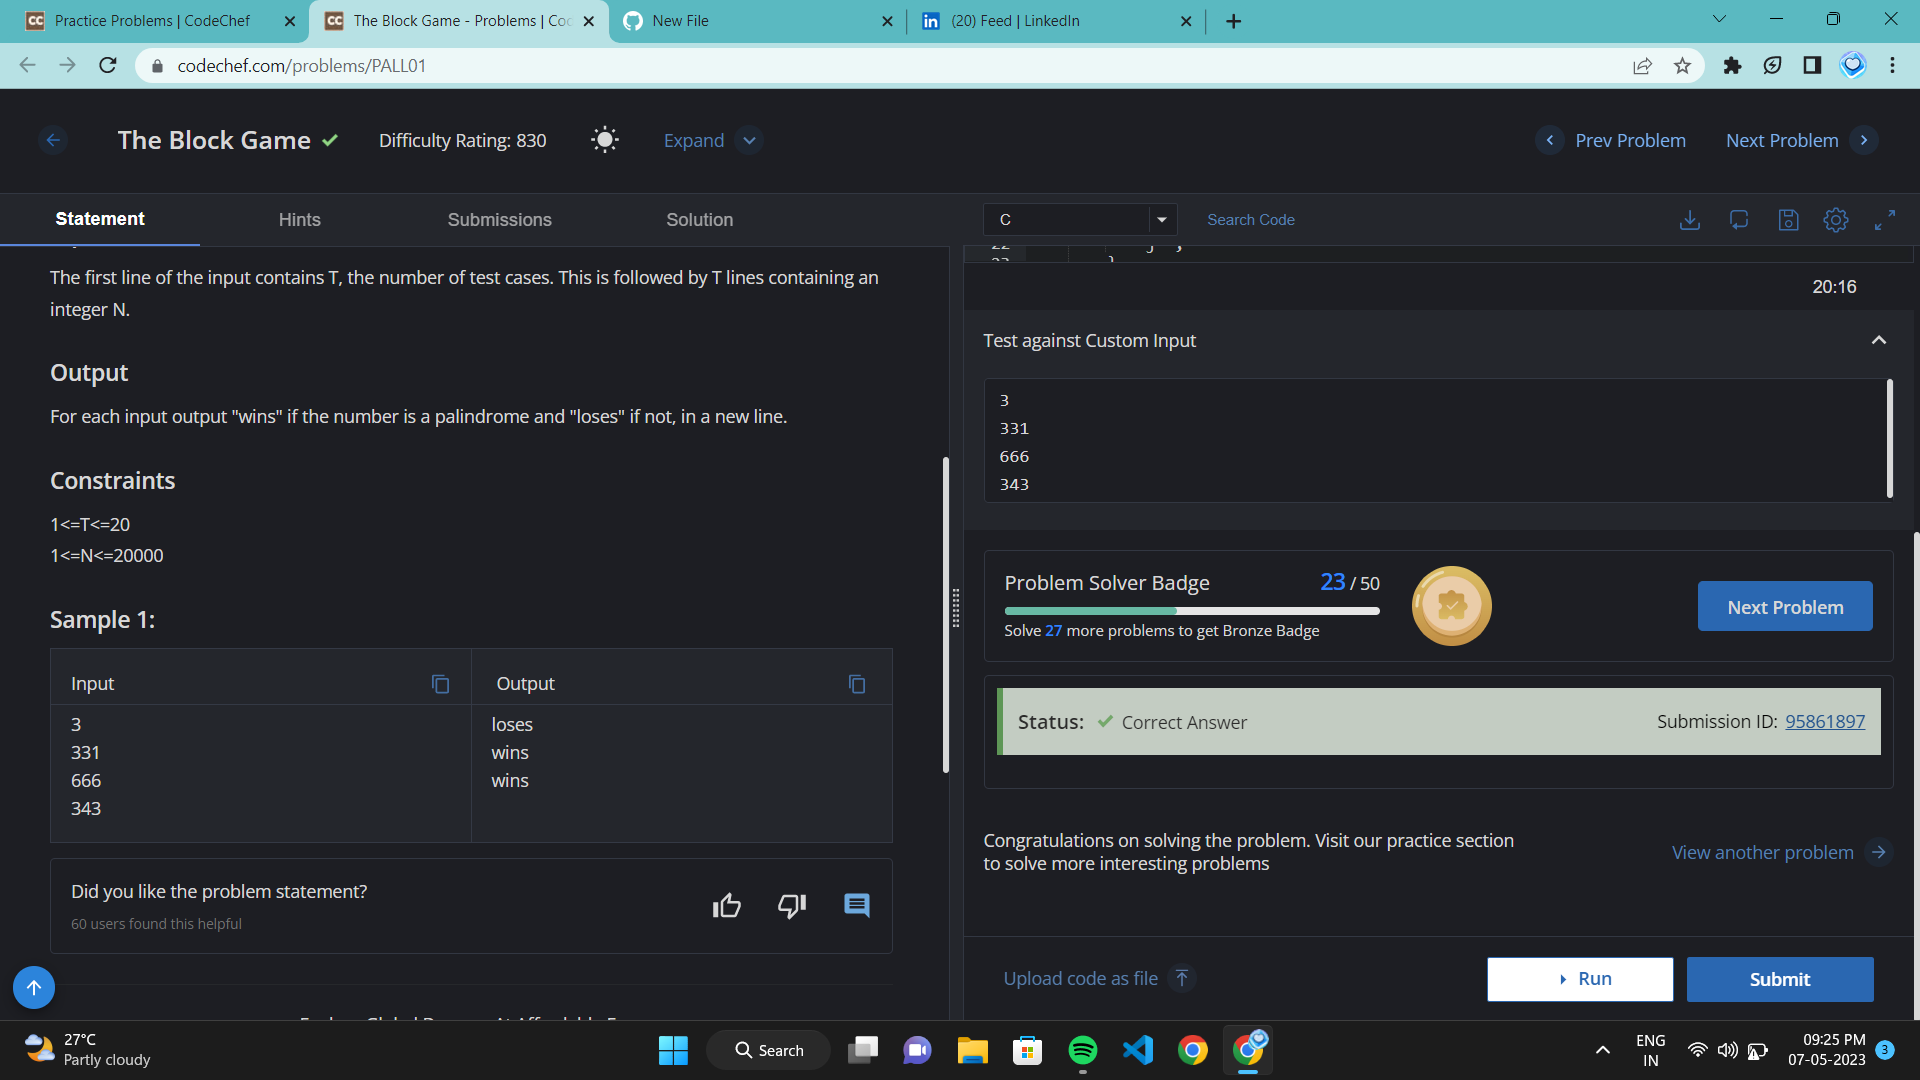 Practice Problems | CodeChef
The Block Game - Problems | Co
New File
(20) Feed | LinkedIn
codechef.com/problems/PALL01
The Block Game
Difficulty Rating: 830
Expand
Prev Problem
Next Problem
Statement
Hints
Submissions
Solution
C
Search Code
The first line of the input contains T, the number of test cases. This is followed by T lines containing an
integer N.
Output
For each input output "wins" if the number is a palindrome and "loses" if not, in a new line.
Constraints
1<=T<=20
1<=N<=20000
Sample 1:
Input
Output
3
331
666
343
loses
wins
wins
Did you like the problem statement?
60 users found this helpful
20:16
Test against Custom Input
3
331
666
343
Problem Solver Badge
23 / 50
Solve 27 more problems to get Bronze Badge
Next Problem
Status: Correct Answer
Submission ID: 95861897
Congratulations on solving the problem. Visit our practice section
to solve more interesting problems
View another problem
Upload code as file
Run
Submit
27°C
Partly cloudy
Search
ENG
IN
09:25 PM
07-05-2023
3